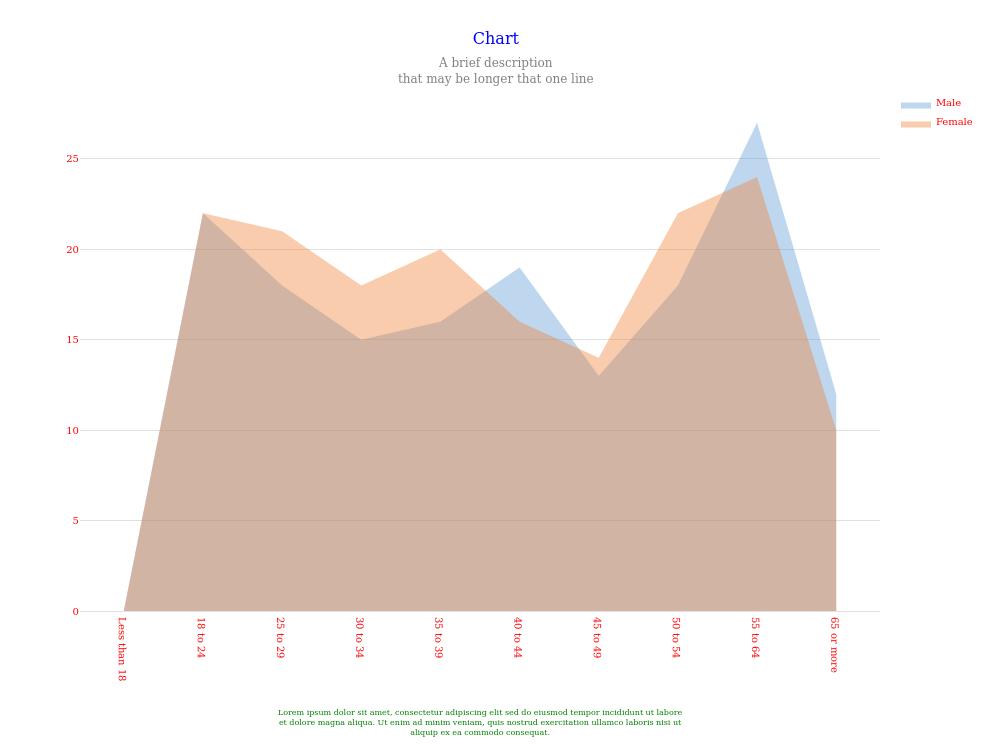 Chart
A brief description
that may be longer that one line
Male
Female
25
20
15
10
5
0
Less than 18
18 to 24
25 to 29
30 to 34
35 to 39
40 to 44
45 to 49
50 to 54
55 to 64
65 or more
Lorem ipsum dolor sit amet, consectetur adipiscing elit sed do eiusmod tempor incididunt ut labore
et dolore magna aliqua. Ut enim ad minim veniam, quis nostrud exercitation ullamco laboris nisi ut
aliquip ex ea commodo consequat.